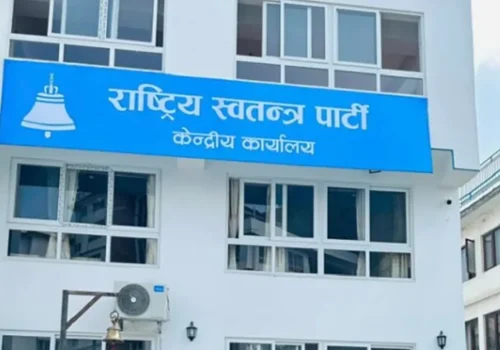 राष्ट्रिय स्वतन्त्र पार्टी
केन्द्रीय कार्यालय